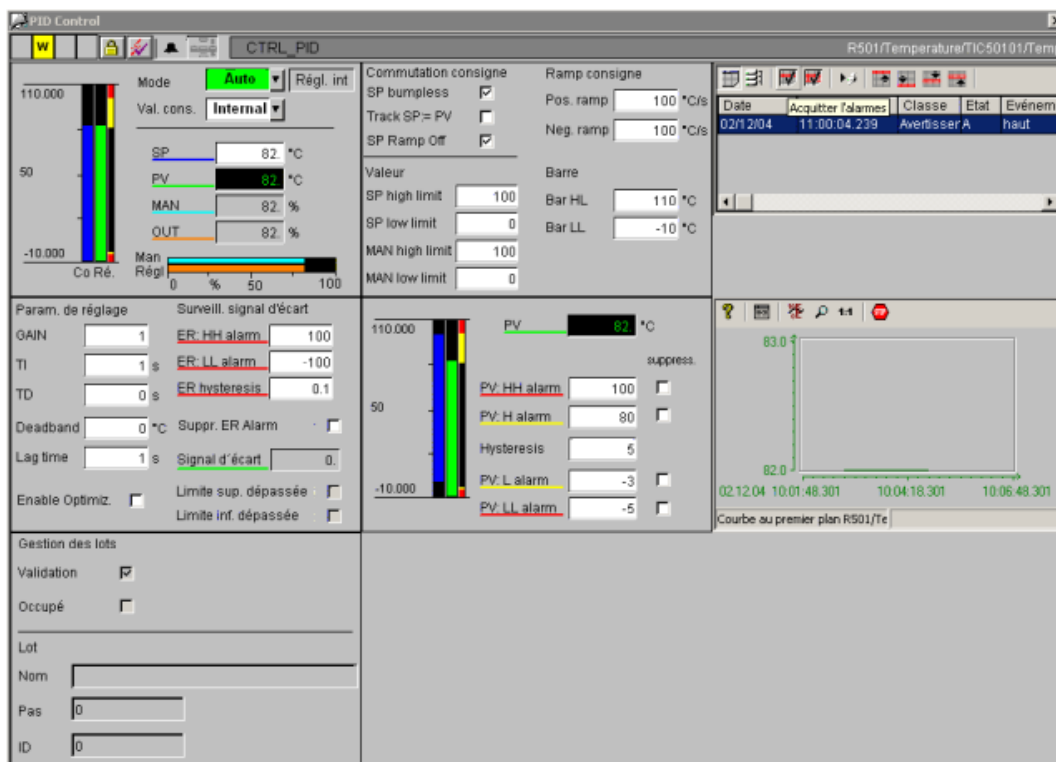 PID Control
W
CTRL_PID
R501/Temperature/TIC50101/Temp
110.000
50
-10.000
Co Ré.
Mode
Auto
Régl. int
Val. cons.
Internal
SP
82.
°C
PV
82.
°C
MAN
82.
%
OUT
82.
%
Man
Régl
0
%
50
100
Commutation consigne
SP bumpless
Track SP:= PV
SP Ramp Off
Ramp consigne
Pos. ramp
100
°C/s
Neg. ramp
100
°C/s
Valeur
SP high limit
100
SP low limit
0
MAN high limit
100
MAN low limit
0
Barre
Bar HL
110
°C
Bar LL
-10
°C
Date
Acquitter l'alarmes
Classe
Etat
Evénem
02/12/04
11:00:04.239
Avertisser
A
haut
Param. de réglage
GAIN
1
TI
1
s
TD
0
s
Deadband
0
°C
Lag time
1
s
Enable Optimiz.
Surveill. signal d'écart
ER: HH alarm
100
ER: LL alarm
-100
ER hysteresis
0.1
Suppr. ER Alarm
Signal d´écart
0.
Limite sup. dépassée
Limite inf. dépassée
110.000
50
-10.000
PV
82.
°C
suppress.
PV: HH alarm
100
PV: H alarm
80
Hysteresis
5
PV: L alarm
-3
PV: LL alarm
-5
?
1:1
83.0
82.0
02.12.04 10:01:48.301
10:04:18.301
10:06:48.301
Courbe au premier plan R501/Te
Gestion des lots
Validation
Occupé
Lot
Nom
Pas
0
ID
0